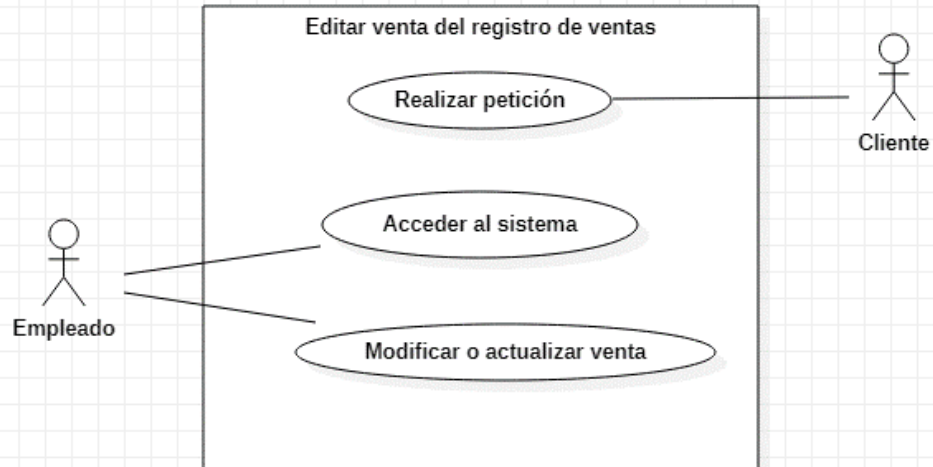 Editar venta del registro de ventas
Realizar petición
Cliente
Acceder al sistema
Empleado
Modificar o actualizar venta